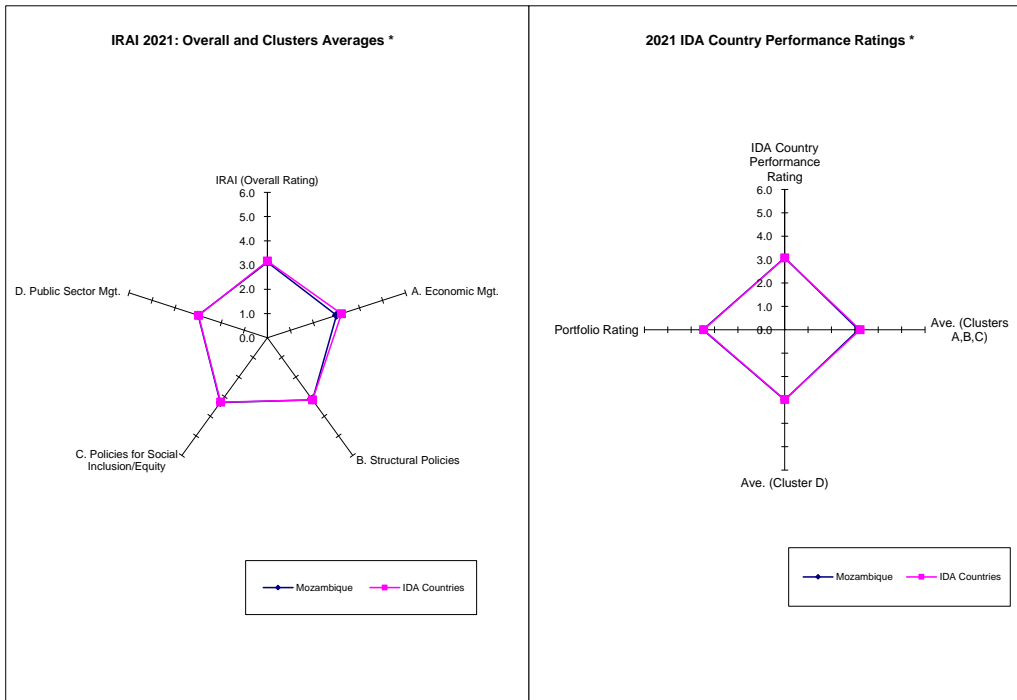 IRAI 2021: Overall and Clusters Averages *
IRAI (Overall Rating)
6.0
5.0
4.0
3.0
2.0
1.0
0.0
A. Economic Mgt.
B. Structural Policies
C. Policies for Social
Inclusion/Equity
D. Public Sector Mgt.
Mozambique
IDA Countries
2021 IDA Country Performance Ratings *
IDA Country
Performance
Rating
6.0
5.0
4.0
3.0
2.0
1.0
0.0
Ave. (Clusters
A,B,C)
Ave. (Cluster D)
Portfolio Rating
Mozambique
IDA Countries